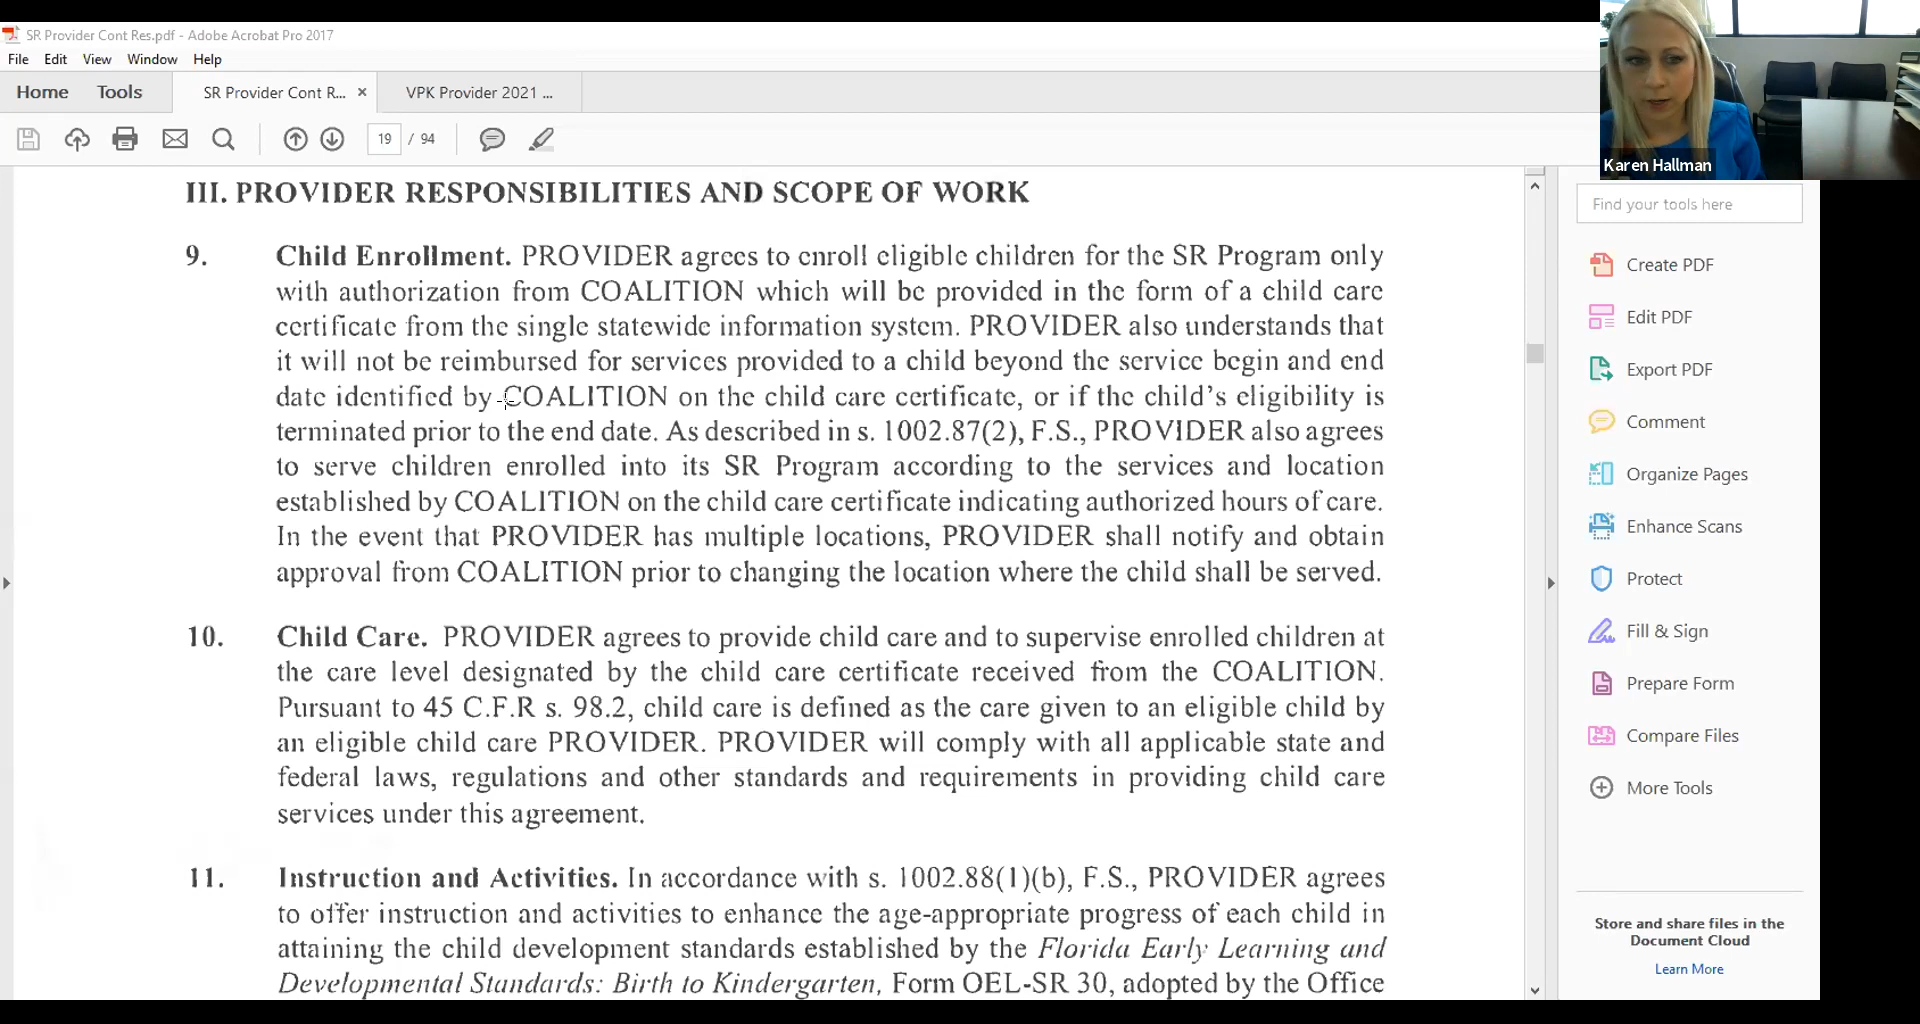 SR Provider Cont Res.pdf - Adobe Acrobat Pro 2017
File Edit View Window Help
Home Tools SR Provider Cont R... × VPK Provider 2021 ...
19 / 94
Karen Hallman
III. PROVIDER RESPONSIBILITIES AND SCOPE OF WORK
9. Child Enrollment. PROVIDER agrees to enroll eligible children for the SR Program only
with authorization from COALITION which will be provided in the form of a child care
certificate from the single statewide information system. PROVIDER also understands that
it will not be reimbursed for services provided to a child beyond the service begin and end
date identified by COALITION on the child care certificate, or if the child's eligibility is
terminated prior to the end date. As described in s. 1002.87(2), F.S., PROVIDER also agrees
to serve children enrolled into its SR Program according to the services and location
established by COALITION on the child care certificate indicating authorized hours of care.
In the event that PROVIDER has multiple locations, PROVIDER shall notify and obtain
approval from COALITION prior to changing the location where the child shall be served.
10. Child Care. PROVIDER agrees to provide child care and to supervise enrolled children at
the care level designated by the child care certificate received from the COALITION.
Pursuant to 45 C.F.R s. 98.2, child care is defined as the care given to an eligible child by
an eligible child care PROVIDER. PROVIDER will comply with all applicable state and
federal laws, regulations and other standards and requirements in providing child care
services under this agreement.
11. Instruction and Activities. In accordance with s. 1002.88(1)(b), F.S., PROVIDER agrees
to offer instruction and activities to enhance the age-appropriate progress of each child in
attaining the child development standards established by the Florida Early Learning and
Developmental Standards: Birth to Kindergarten, Form OEL-SR 30, adopted by the Office
Find your tools here
Create PDF
Edit PDF
Export PDF
Comment
Organize Pages
Enhance Scans
Protect
Fill & Sign
Prepare Form
Compare Files
More Tools
Store and share files in the
Document Cloud
Learn More